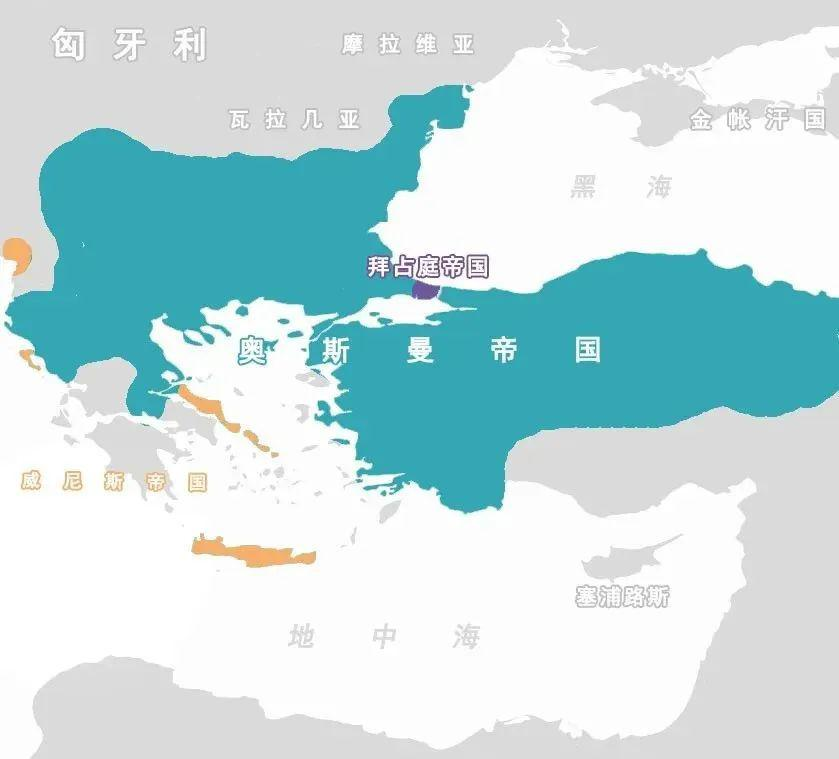 匈牙利
摩拉维亚
瓦拉几亚
金帐汗国
黑海
拜占庭帝国
奥斯曼帝国
威尼斯帝国
塞浦路斯
地中海